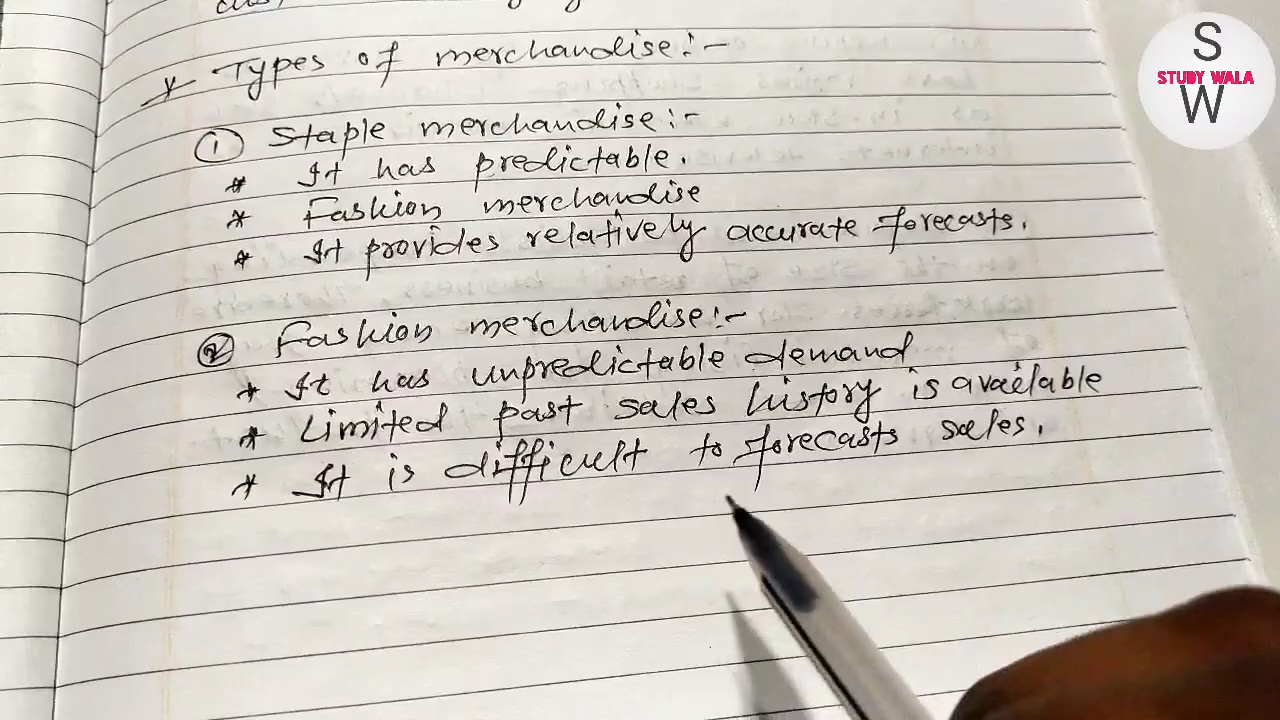 * Types of merchandise:-
① Staple merchandise:-
* It has predictable.
* Fashion merchandise
* It provides relatively accurate forecasts.
② Fashion merchandise:-
* It has unpredictable demand
* Limited past sales history is available
* It is difficult to forecasts sales.
S
STUDY WALA
W